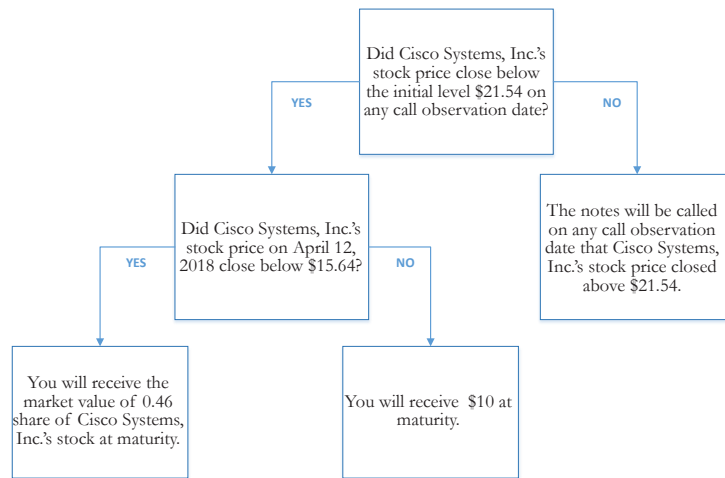 Did Cisco Systems, Inc.'s
stock price close below
the initial level $21.54 on
any call observation date?
YES
NO
Did Cisco Systems, Inc.'s
stock price on April 12,
2018 close below $15.64?
The notes will be called
on any call observation
date that Cisco Systems,
Inc.'s stock price closed
above $21.54.
YES
NO
You will receive the
market value of 0.46
share of Cisco Systems,
Inc.'s stock at maturity.
You will receive $10 at
maturity.